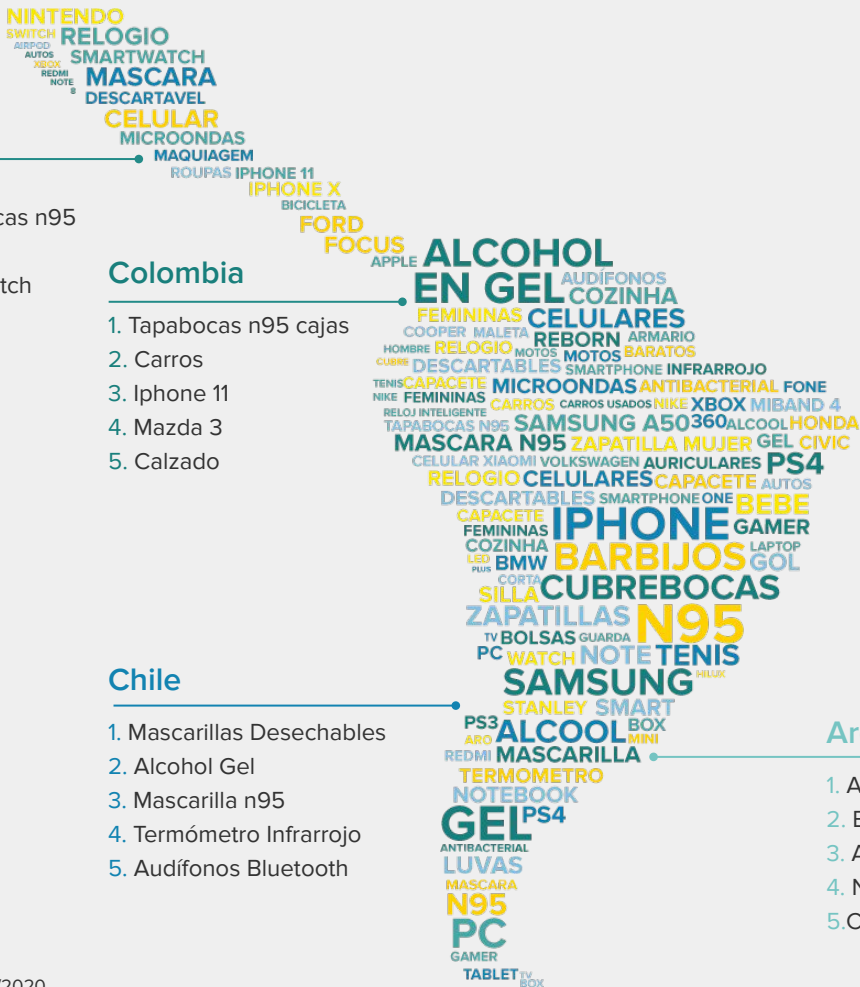 NINTENDO
SWITCH RELOGIO
AIRPOD
AUTOS SMARTWATCH
XBOX
REDMI MASCARA
NOTE
8 DESCARTAVEL
CELULAR
MICROONDAS
MAQUIAGEM
ROUPAS IPHONE 11
IPHONE X
BICICLETA
FORD
FOCUS
APPLE ALCOHOL
EN GEL AUDÍFONOS
COZINHA
FEMININAS CELULARES
COOPER MALETA REBORN ARMARIO
HOMBRE RELOGIO MOTOS MOTOS BARATOS
CUBRE DESCARTABLES SMARTPHONE INFRARROJO
TENIS CAPACETE MICROONDAS ANTIBACTERIAL FONE
NIKE FEMININAS CARROS CARROS USADOS NIKE XBOX MIBAND 4
RELOJ INTELIGENTE
TAPABOCAS N95 SAMSUNG A50 360 ALCOOL HONDA
MASCARA N95 ZAPATILLA MUJER GEL CIVIC
CELULAR XIAOMI VOLKSWAGEN AURICULARES PS4
RELOGIO CELULARES CAPACETE AUTOS
DESCARTABLES SMARTPHONE ONE BEBE
CAPACETE
FEMININAS IPHONE GAMER
COZINHA
LED
PLUS BMW BARBIJOS LAPTOP
GOL
CORTA
SILLA CUBREBOCAS
ZAPATILLAS N95
TV BOLSAS GUARDA
PC WATCH NOTE TENIS
SAMSUNG HILUX
STANLEY SMART
PS3 ALCOOL BOX
ARO MINI
REDMI MASCARILLA
TERMOMETRO
NOTEBOOK
GEL PS4
ANTIBACTERIAL
LUVAS
MASCARA
N95
PC
GAMER
TABLET TV
BOX
cas n95
tch
Colombia
1. Tapabocas n95 cajas
2. Carros
3. Iphone 11
4. Mazda 3
5. Calzado
Chile
1. Mascarillas Desechables
2. Alcohol Gel
3. Mascarilla n95
4. Termómetro Infrarrojo
5. Audífonos Bluetooth
Ar
1. A
2.
3. A
4. N
5.
/2020